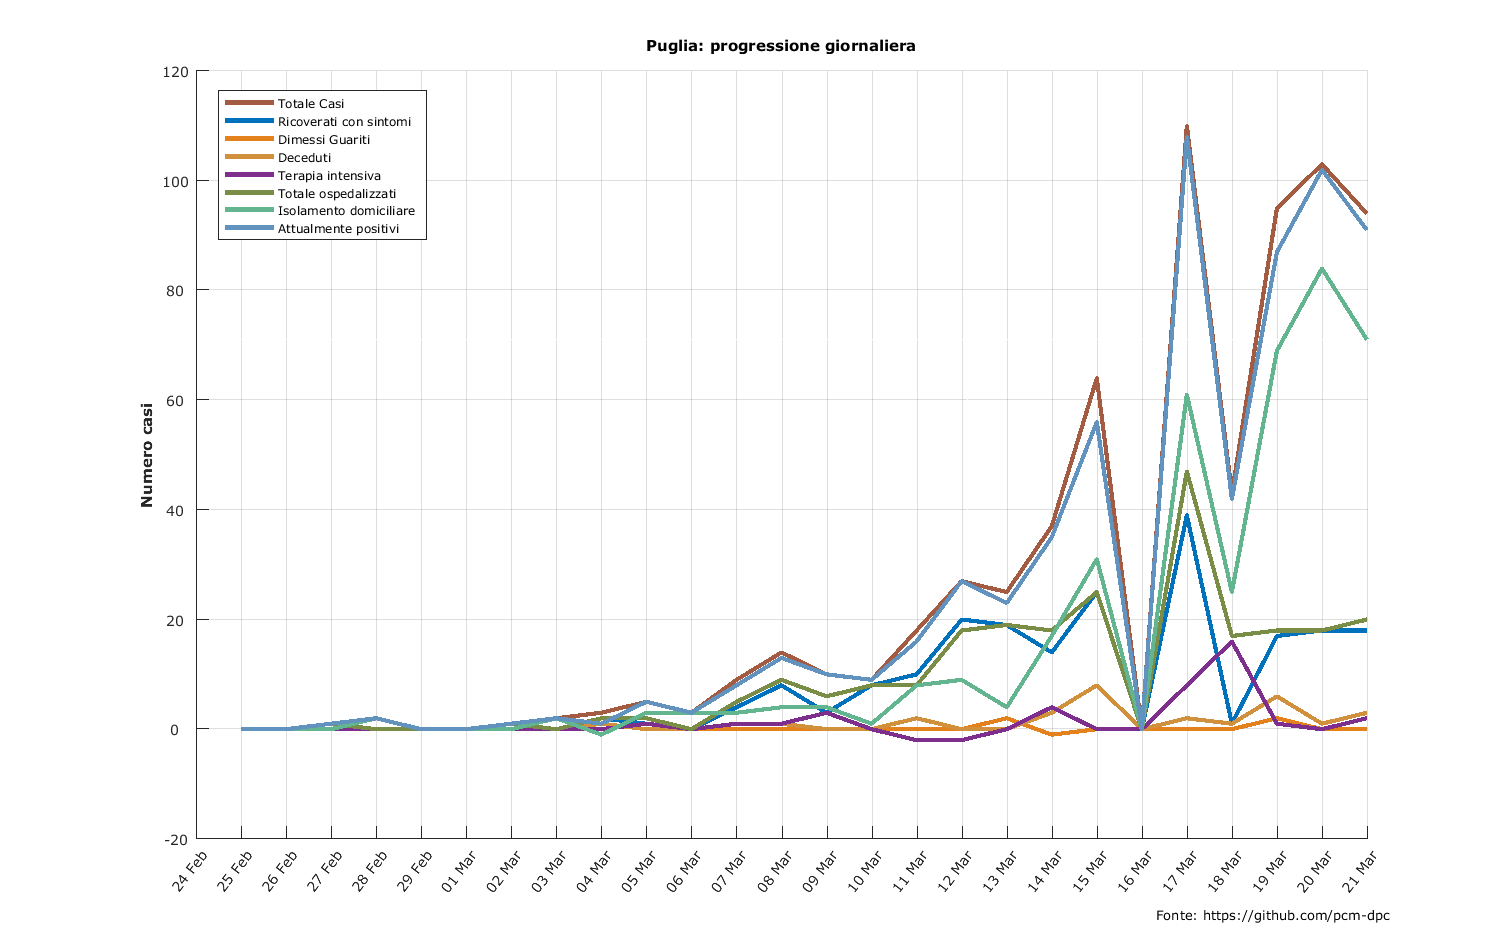 Puglia: progressione giornaliera
120
100
80
60
40
20
0
-20
Numero casi
Totale Casi
Ricoverati con sintomi
Dimessi Guariti
Deceduti
Terapia intensiva
Totale ospedalizzati
Isolamento domiciliare
Attualmente positivi
24 Feb
25 Feb
26 Feb
27 Feb
28 Feb
29 Feb
01 Mar
02 Mar
03 Mar
04 Mar
05 Mar
06 Mar
07 Mar
08 Mar
09 Mar
10 Mar
11 Mar
12 Mar
13 Mar
14 Mar
15 Mar
16 Mar
17 Mar
18 Mar
19 Mar
20 Mar
21 Mar
Fonte: https://github.com/pcm-dpc